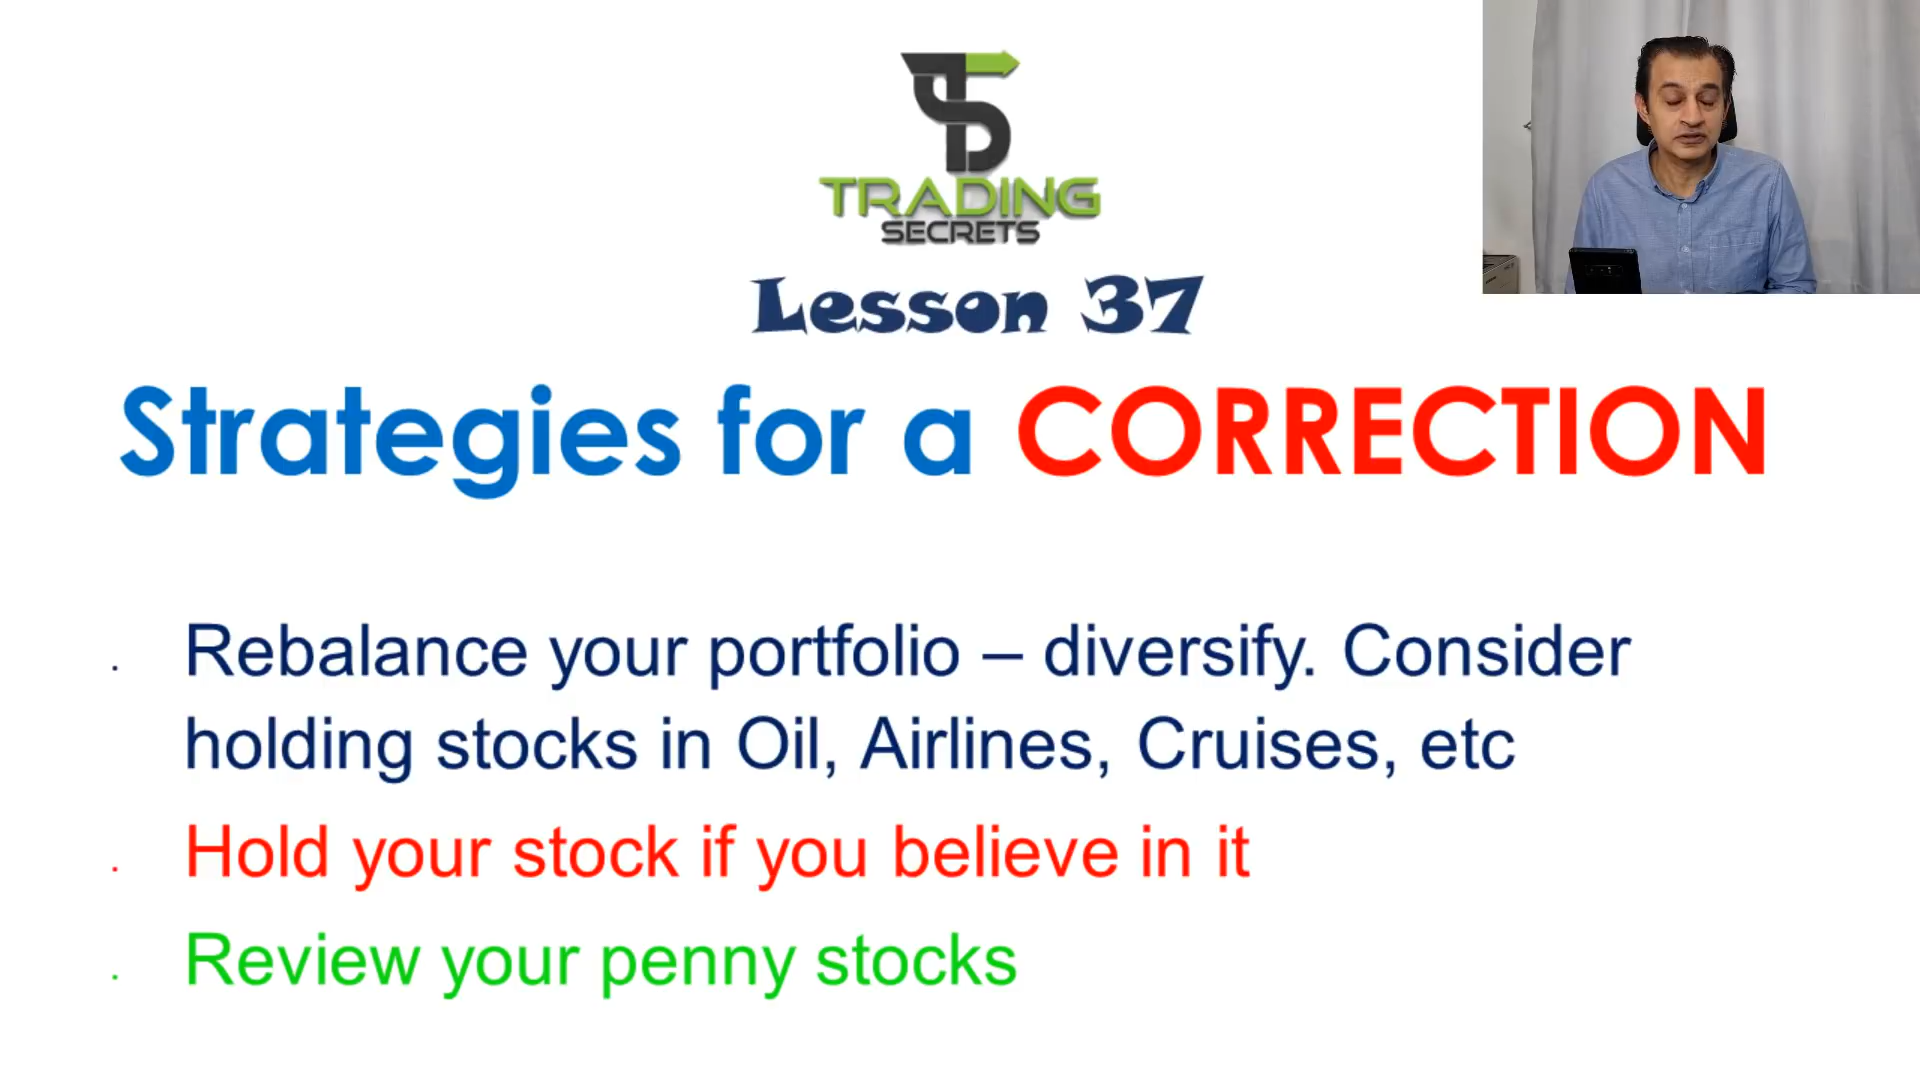 TRADING
SECRETS
Lesson 37
Strategies for a CORRECTION
Rebalance your portfolio – diversify. Consider
holding stocks in Oil, Airlines, Cruises, etc
Hold your stock if you believe in it
Review your penny stocks